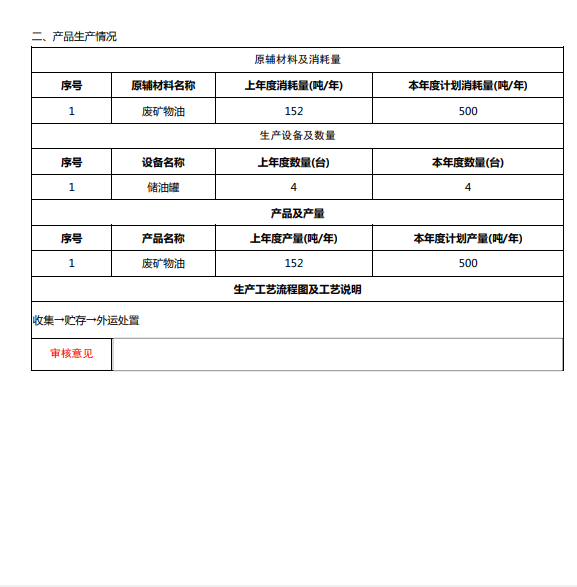 二、产品生产情况
原辅材料及消耗量
序号 原辅材料名称 上年度消耗量(吨/年) 本年度计划消耗量(吨/年)
1 废矿物油 152 500
生产设备及数量
序号 设备名称 上年度数量(台) 本年度数量(台)
1 储油罐 4 4
产品及产量
序号 产品名称 上年度产量(吨/年) 本年度计划产量(吨/年)
1 废矿物油 152 500
生产工艺流程图及工艺说明
收集→贮存→外运处置
审核意见